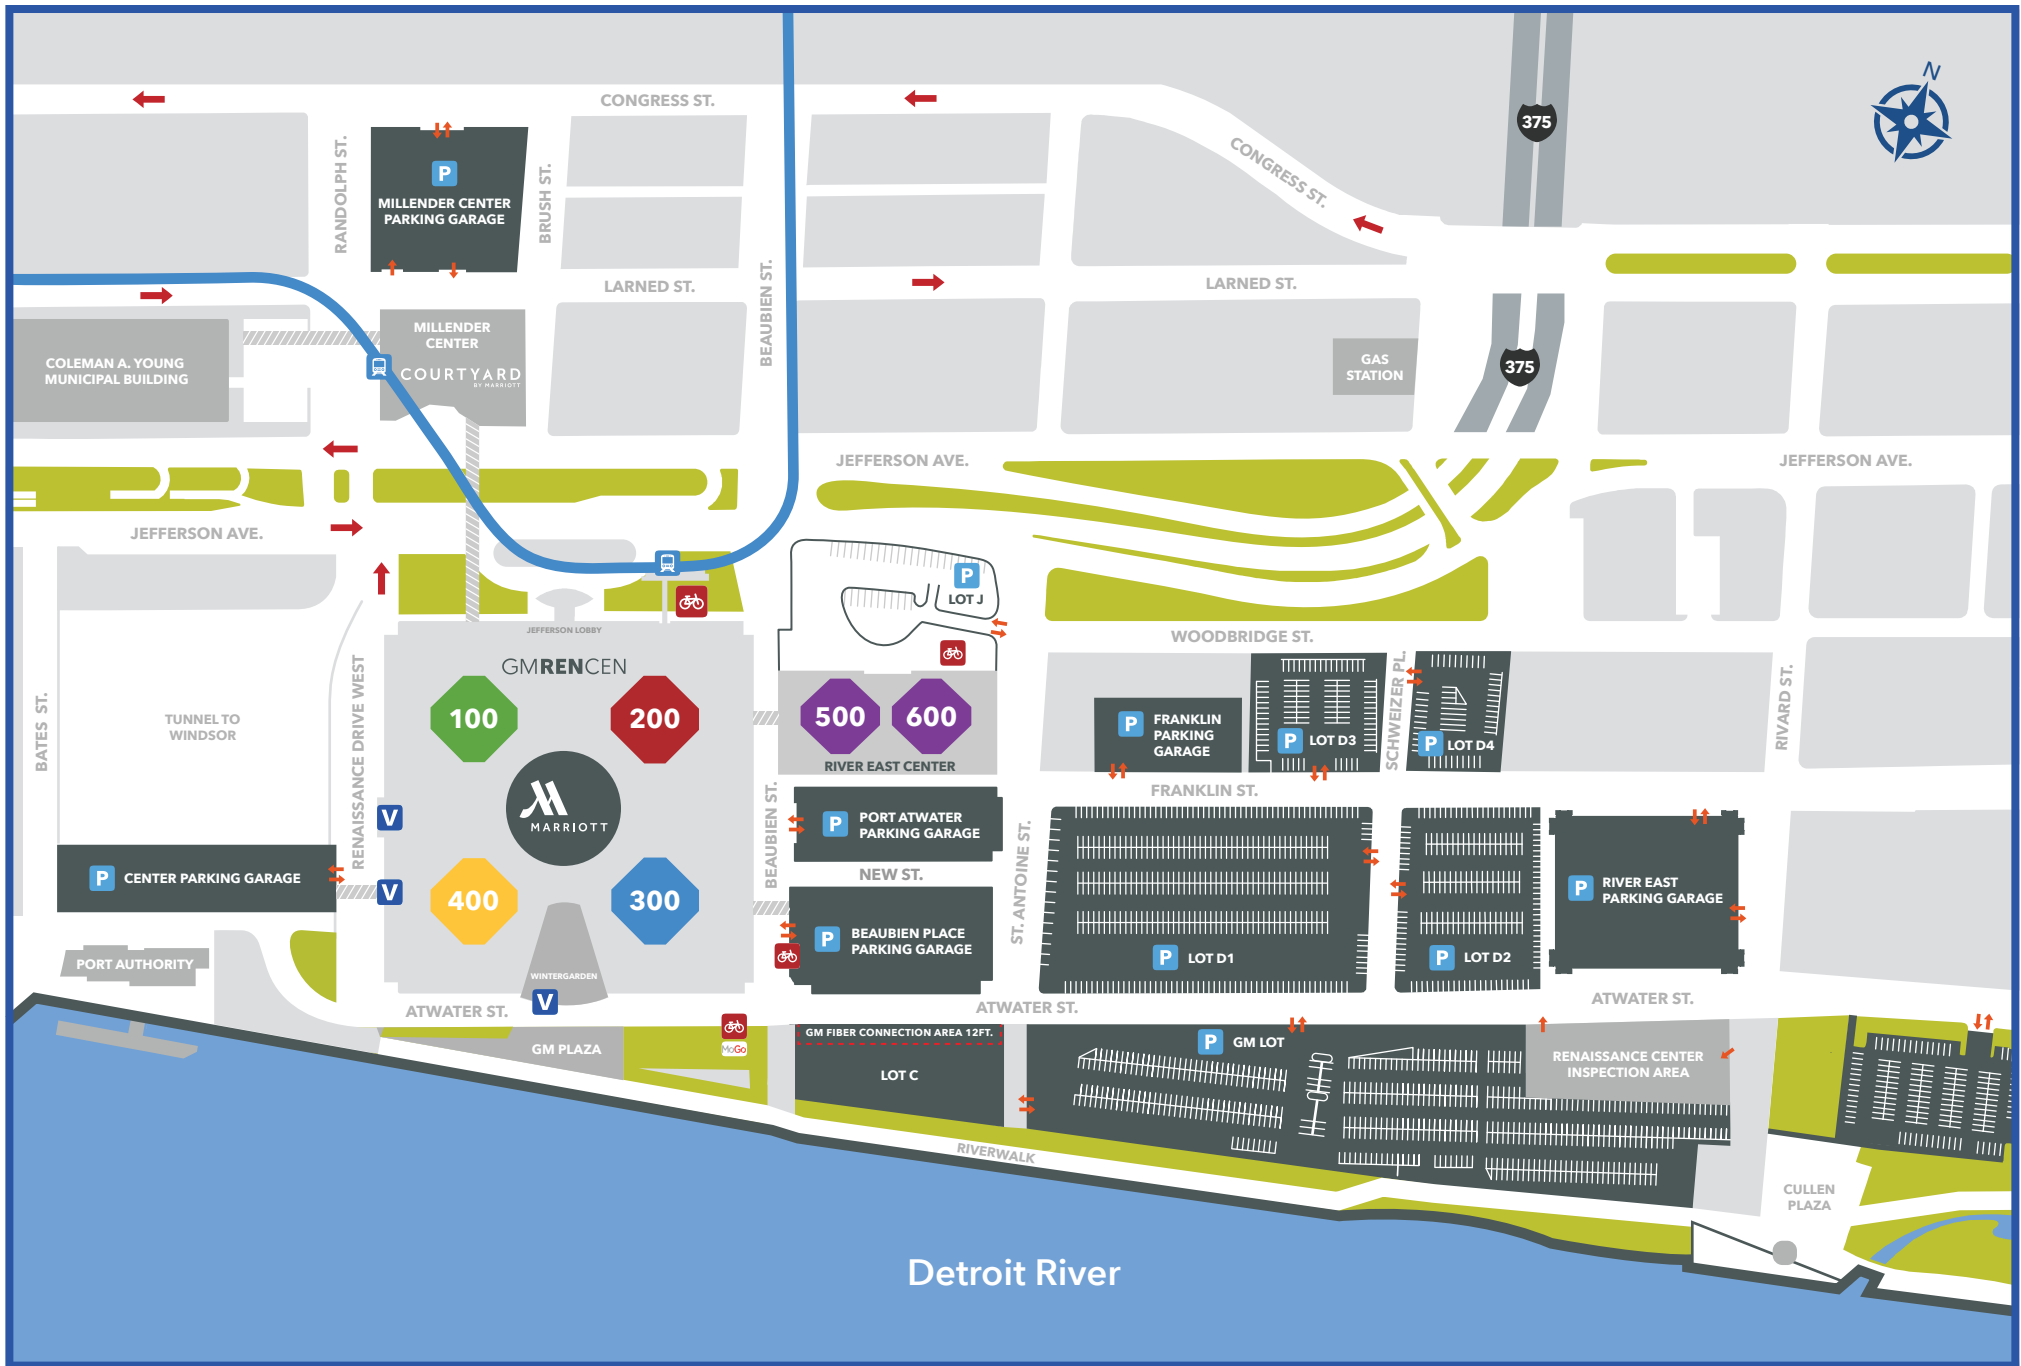 N
CONGRESS ST.
375
RANDOLPH ST.
P
MILLENDER CENTER
PARKING GARAGE
BRUSH ST.
CONGRESS ST.
BEAUBIEN ST.
LARNED ST.
LARNED ST.
MILLENDER
CENTER
COURTYARD
BY MARRIOTT
COLEMAN A. YOUNG
MUNICIPAL BUILDING
GAS
STATION
375
JEFFERSON AVE.
JEFFERSON AVE.
JEFFERSON AVE.
P
LOT J
JEFFERSON LOBBY
WOODBRIDGE ST.
GMRENCEN
100
200
500
600
RIVER EAST CENTER
BATES ST.
TUNNEL TO
WINDSOR
RENAISSANCE DRIVE WEST
P
FRANKLIN
PARKING
GARAGE
P
LOT D3
SCHWEIZER PL.
P
LOT D4
RIVARD ST.
FRANKLIN ST.
MARRIOTT
V
BEAUBIEN ST.
P
PORT ATWATER
PARKING GARAGE
NEW ST.
ST. ANTOINE ST.
P
CENTER PARKING GARAGE
V
400
300
P
BEAUBIEN PLACE
PARKING GARAGE
P
RIVER EAST
PARKING GARAGE
P
LOT D1
P
LOT D2
PORT AUTHORITY
WINTERGARDEN
V
ATWATER ST.
ATWATER ST.
ATWATER ST.
GM PLAZA
MoGo
GM FIBER CONNECTION AREA 12FT.
LOT C
P
GM LOT
RENAISSANCE CENTER
INSPECTION AREA
RIVERWALK
CULLEN
PLAZA
Detroit River